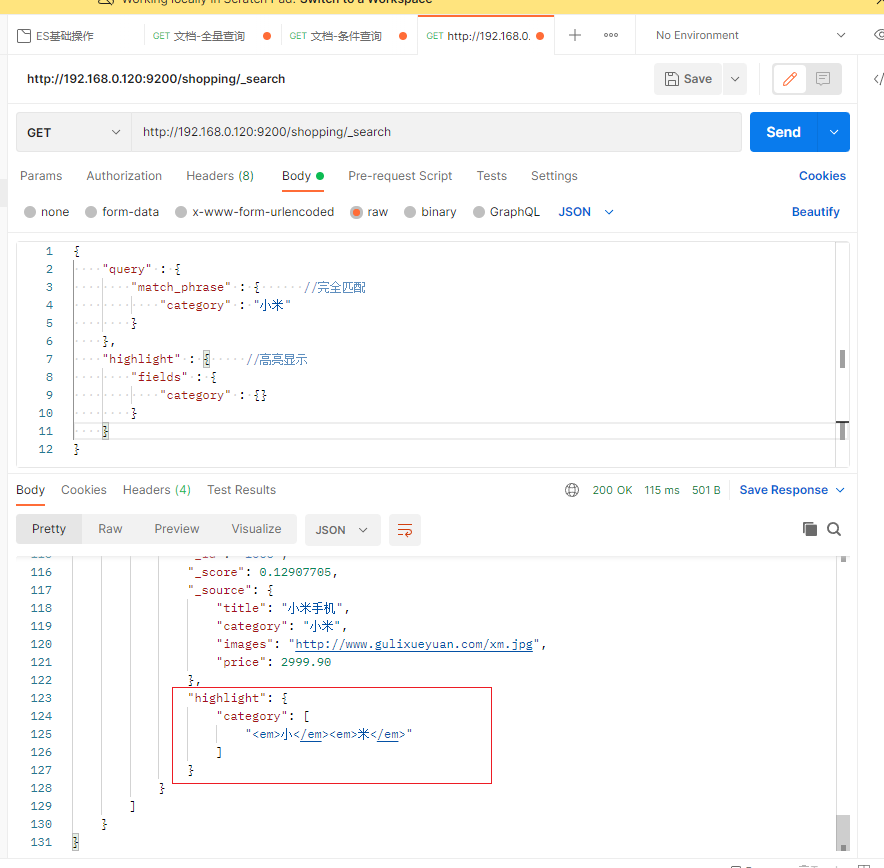 Working locally in Scratch Pad. Switch to a Workspace
ES基础操作 GET 文档-全量查询 GET 文档-条件查询 GET http://192.168.0. No Environment
http://192.168.0.120:9200/shopping/_search Save
GET http://192.168.0.120:9200/shopping/_search Send
Params Authorization Headers (8) Body Pre-request Script Tests Settings Cookies
none form-data x-www-form-urlencoded raw binary GraphQL JSON Beautify
1 {
2 "query" : {
3 "match_phrase" : { //完全匹配
4 "category" : "小米"
5 }
6 },
7 "highlight" : { //高亮显示
8 "fields" : {
9 "category" : {}
10 }
11 }
12 }
Body Cookies Headers (4) Test Results 200 OK 115 ms 501 B Save Response
Pretty Raw Preview Visualize JSON
116 "_score": 0.12907705,
117 "_source": {
118 "title": "小米手机",
119 "category": "小米",
120 "images": "http://www.gulixueyuan.com/xm.jpg",
121 "price": 2999.90
122 },
123 "highlight": {
124 "category": [
125 "<em>小</em><em>米</em>"
126 ]
127 }
128 }
129 ]
130 }
131 }